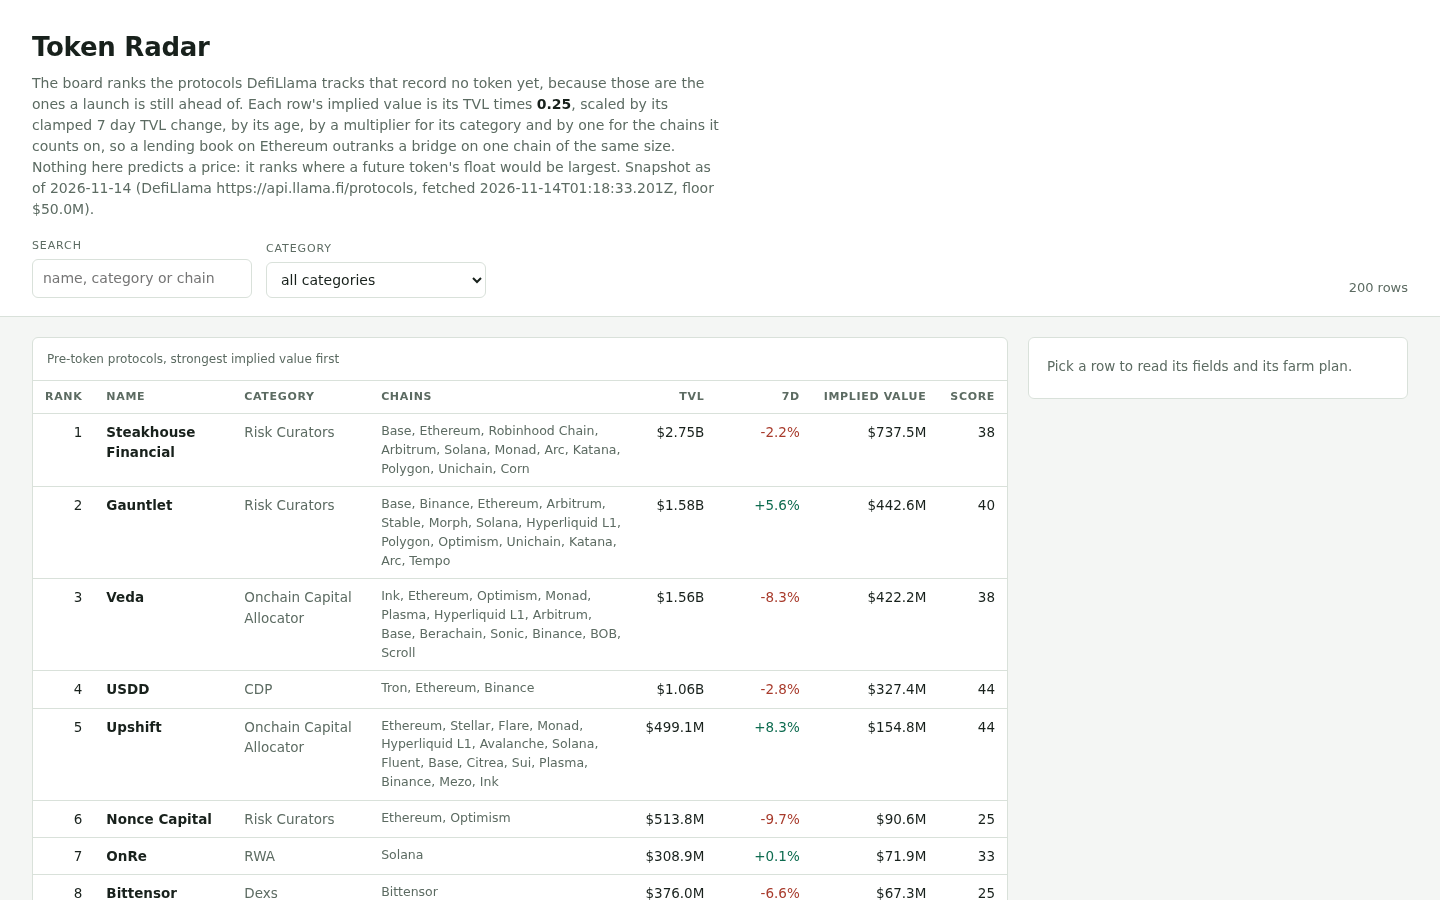 Token Radar
The board ranks the protocols DefiLlama tracks that record no token yet, because those are the
ones a launch is still ahead of. Each row's implied value is its TVL times 0.25, scaled by its
clamped 7 day TVL change, by its age, by a multiplier for its category and by one for the chains it
counts on, so a lending book on Ethereum outranks a bridge on one chain of the same size.
Nothing here predicts a price: it ranks where a future token's float would be largest. Snapshot as
of 2026-11-14 (DefiLlama https://api.llama.fi/protocols, fetched 2026-11-14T01:18:33.201Z, floor
$50.0M).
SEARCH
name, category or chain
CATEGORY
all categories
200 rows
Pre-token protocols, strongest implied value first
RANK NAME CATEGORY CHAINS TVL 7D IMPLIED VALUE SCORE
1 Steakhouse Financial Risk Curators Base, Ethereum, Robinhood Chain, Arbitrum, Solana, Monad, Arc, Katana, Polygon, Unichain, Corn $2.75B -2.2% $737.5M 38
2 Gauntlet Risk Curators Base, Binance, Ethereum, Arbitrum, Stable, Morph, Solana, Hyperliquid L1, Polygon, Optimism, Unichain, Katana, Arc, Tempo $1.58B +5.6% $442.6M 40
3 Veda Onchain Capital Allocator Ink, Ethereum, Optimism, Monad, Plasma, Hyperliquid L1, Arbitrum, Base, Berachain, Sonic, Binance, BOB, Scroll $1.56B -8.3% $422.2M 38
4 USDD CDP Tron, Ethereum, Binance $1.06B -2.8% $327.4M 44
5 Upshift Onchain Capital Allocator Ethereum, Stellar, Flare, Monad, Hyperliquid L1, Avalanche, Solana, Fluent, Base, Citrea, Sui, Plasma, Binance, Mezo, Ink $499.1M +8.3% $154.8M 44
6 Nonce Capital Risk Curators Ethereum, Optimism $513.8M -9.7% $90.6M 25
7 OnRe RWA Solana $308.9M +0.1% $71.9M 33
8 Bittensor Dexs Bittensor $376.0M -6.6% $67.3M 25
Pick a row to read its fields and its farm plan.